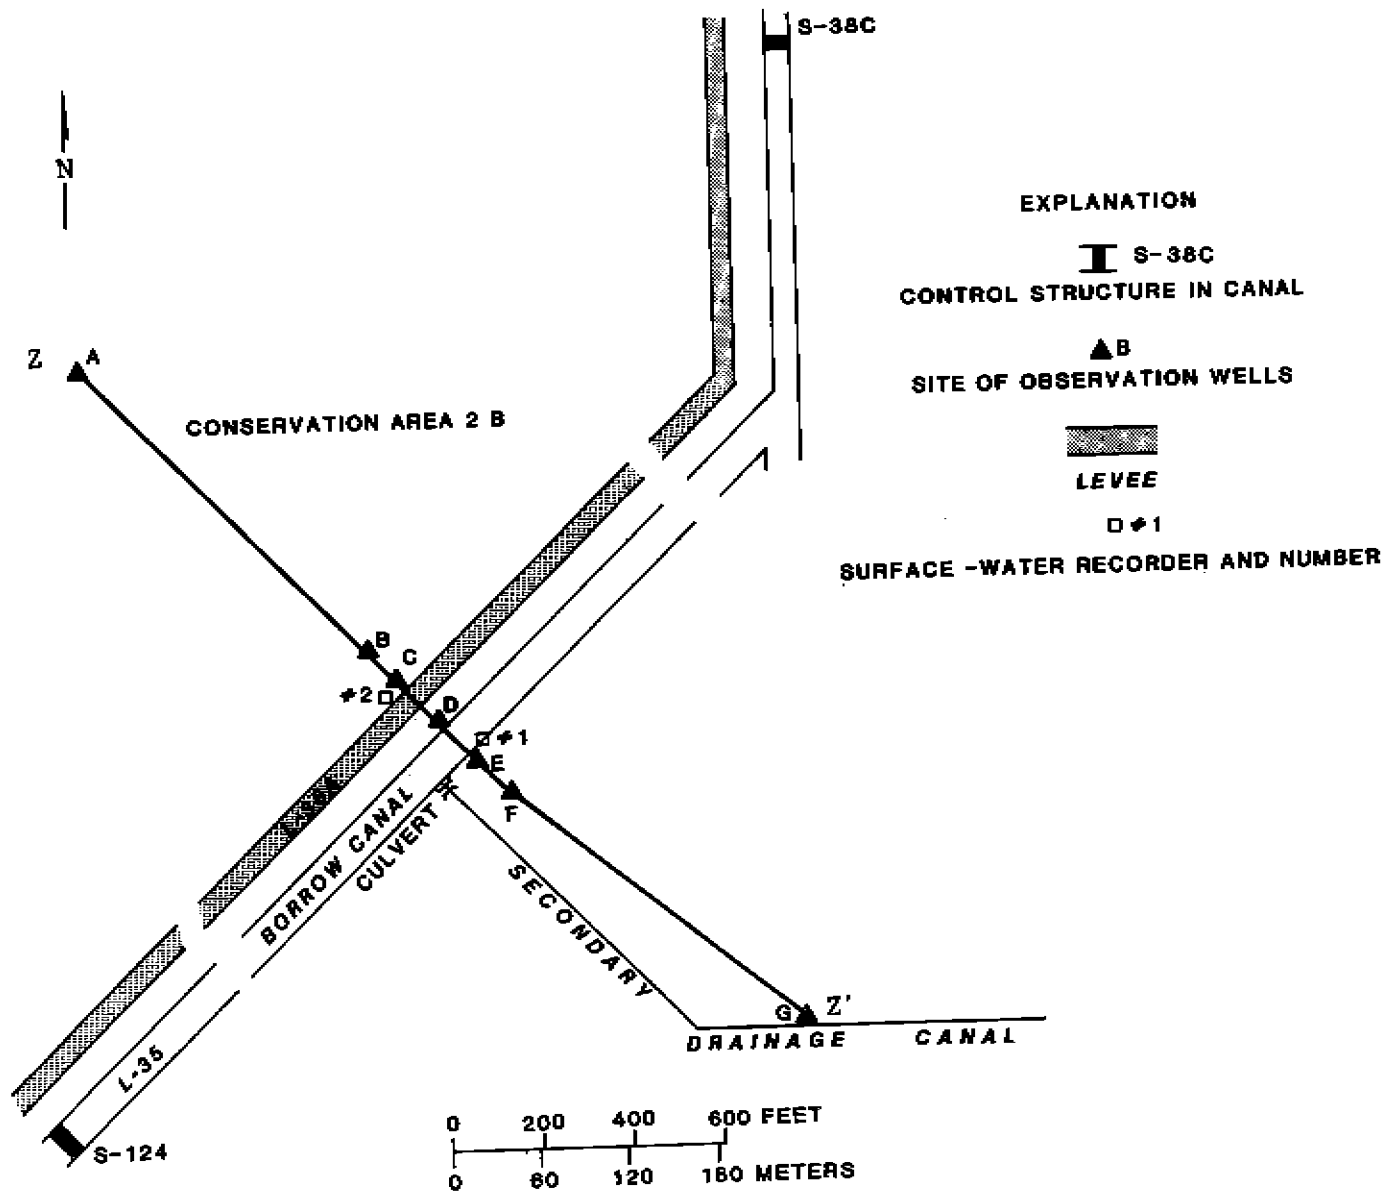 S-38C
N
EXPLANATION
S-38C
CONTROL STRUCTURE IN CANAL
B
SITE OF OBSERVATION WELLS
LEVEE
#1
SURFACE-WATER RECORDER AND NUMBER
Z
A
CONSERVATION AREA 2 B
B
C
#2
D
#1
E
F
BORROW CANAL
CULVERT
SECONDARY
G
Z'
DRAINAGE CANAL
L-35
S-124
0 200 400 600 FEET
0 60 120 180 METERS